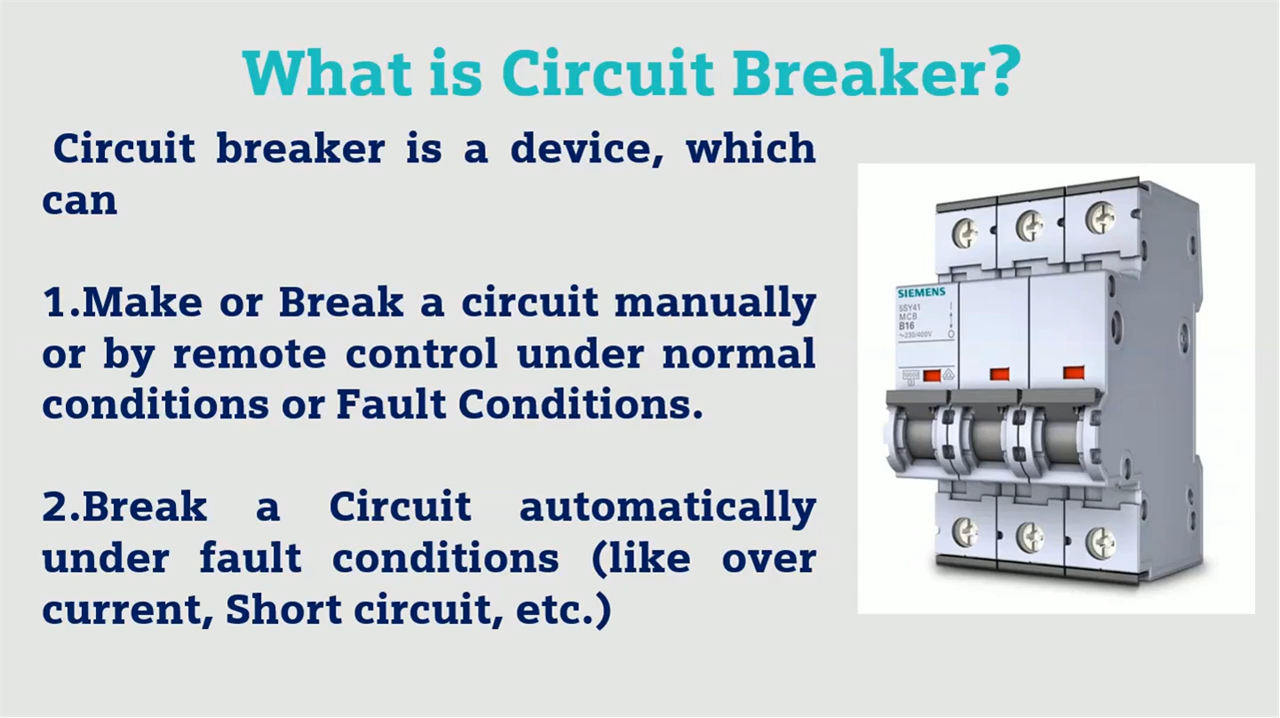 What is Circuit Breaker?
Circuit breaker is a device, which
can
1.Make or Break a circuit manually
or by remote control under normal
conditions or Fault Conditions.
2.Break a Circuit automatically
under fault conditions (like over
current, Short circuit, etc.)
SIEMENS
5SY41
MCB
B16
~230/400V